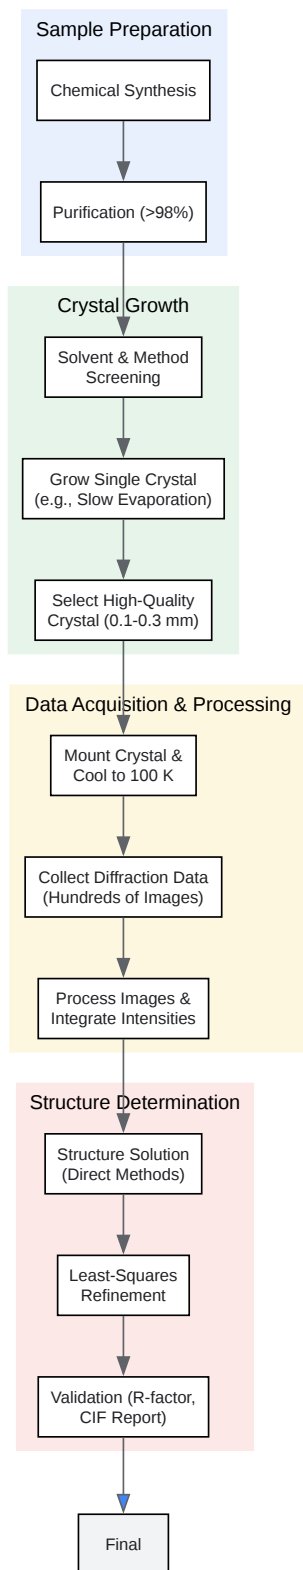 Sample Preparation
Chemical Synthesis
Purification (>98%)
Crystal Growth
Solvent & Method
Screening
Grow Single Crystal
(e.g., Slow Evaporation)
Select High-Quality
Crystal (0.1-0.3 mm)
Data Acquisition & Processing
Mount Crystal &
Cool to 100 K
Collect Diffraction Data
(Hundreds of Images)
Process Images &
Integrate Intensities
Structure Determination
Structure Solution
(Direct Methods)
Least-Squares
Refinement
Validation (R-factor,
CIF Report)
Final